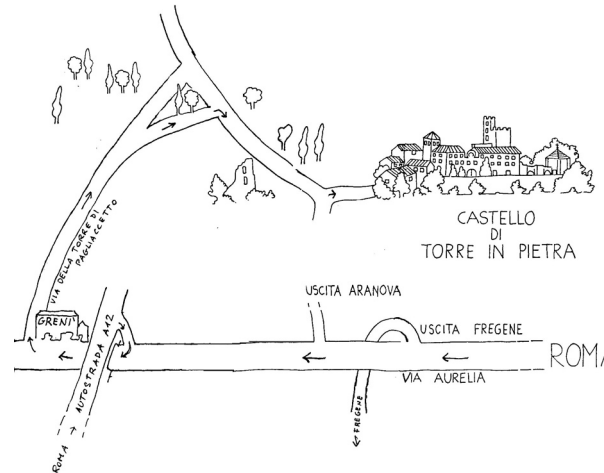 CASTELLO
DI
TORRE IN PIETRA
VIA DELLA TORRE DI
PAGLIACCETTO
GRENI'
ROMA → AUTOSTRADA A12
USCITA ARANOVA
USCITA FREGENE
ROMA
VIA AURELIA
FREGENE